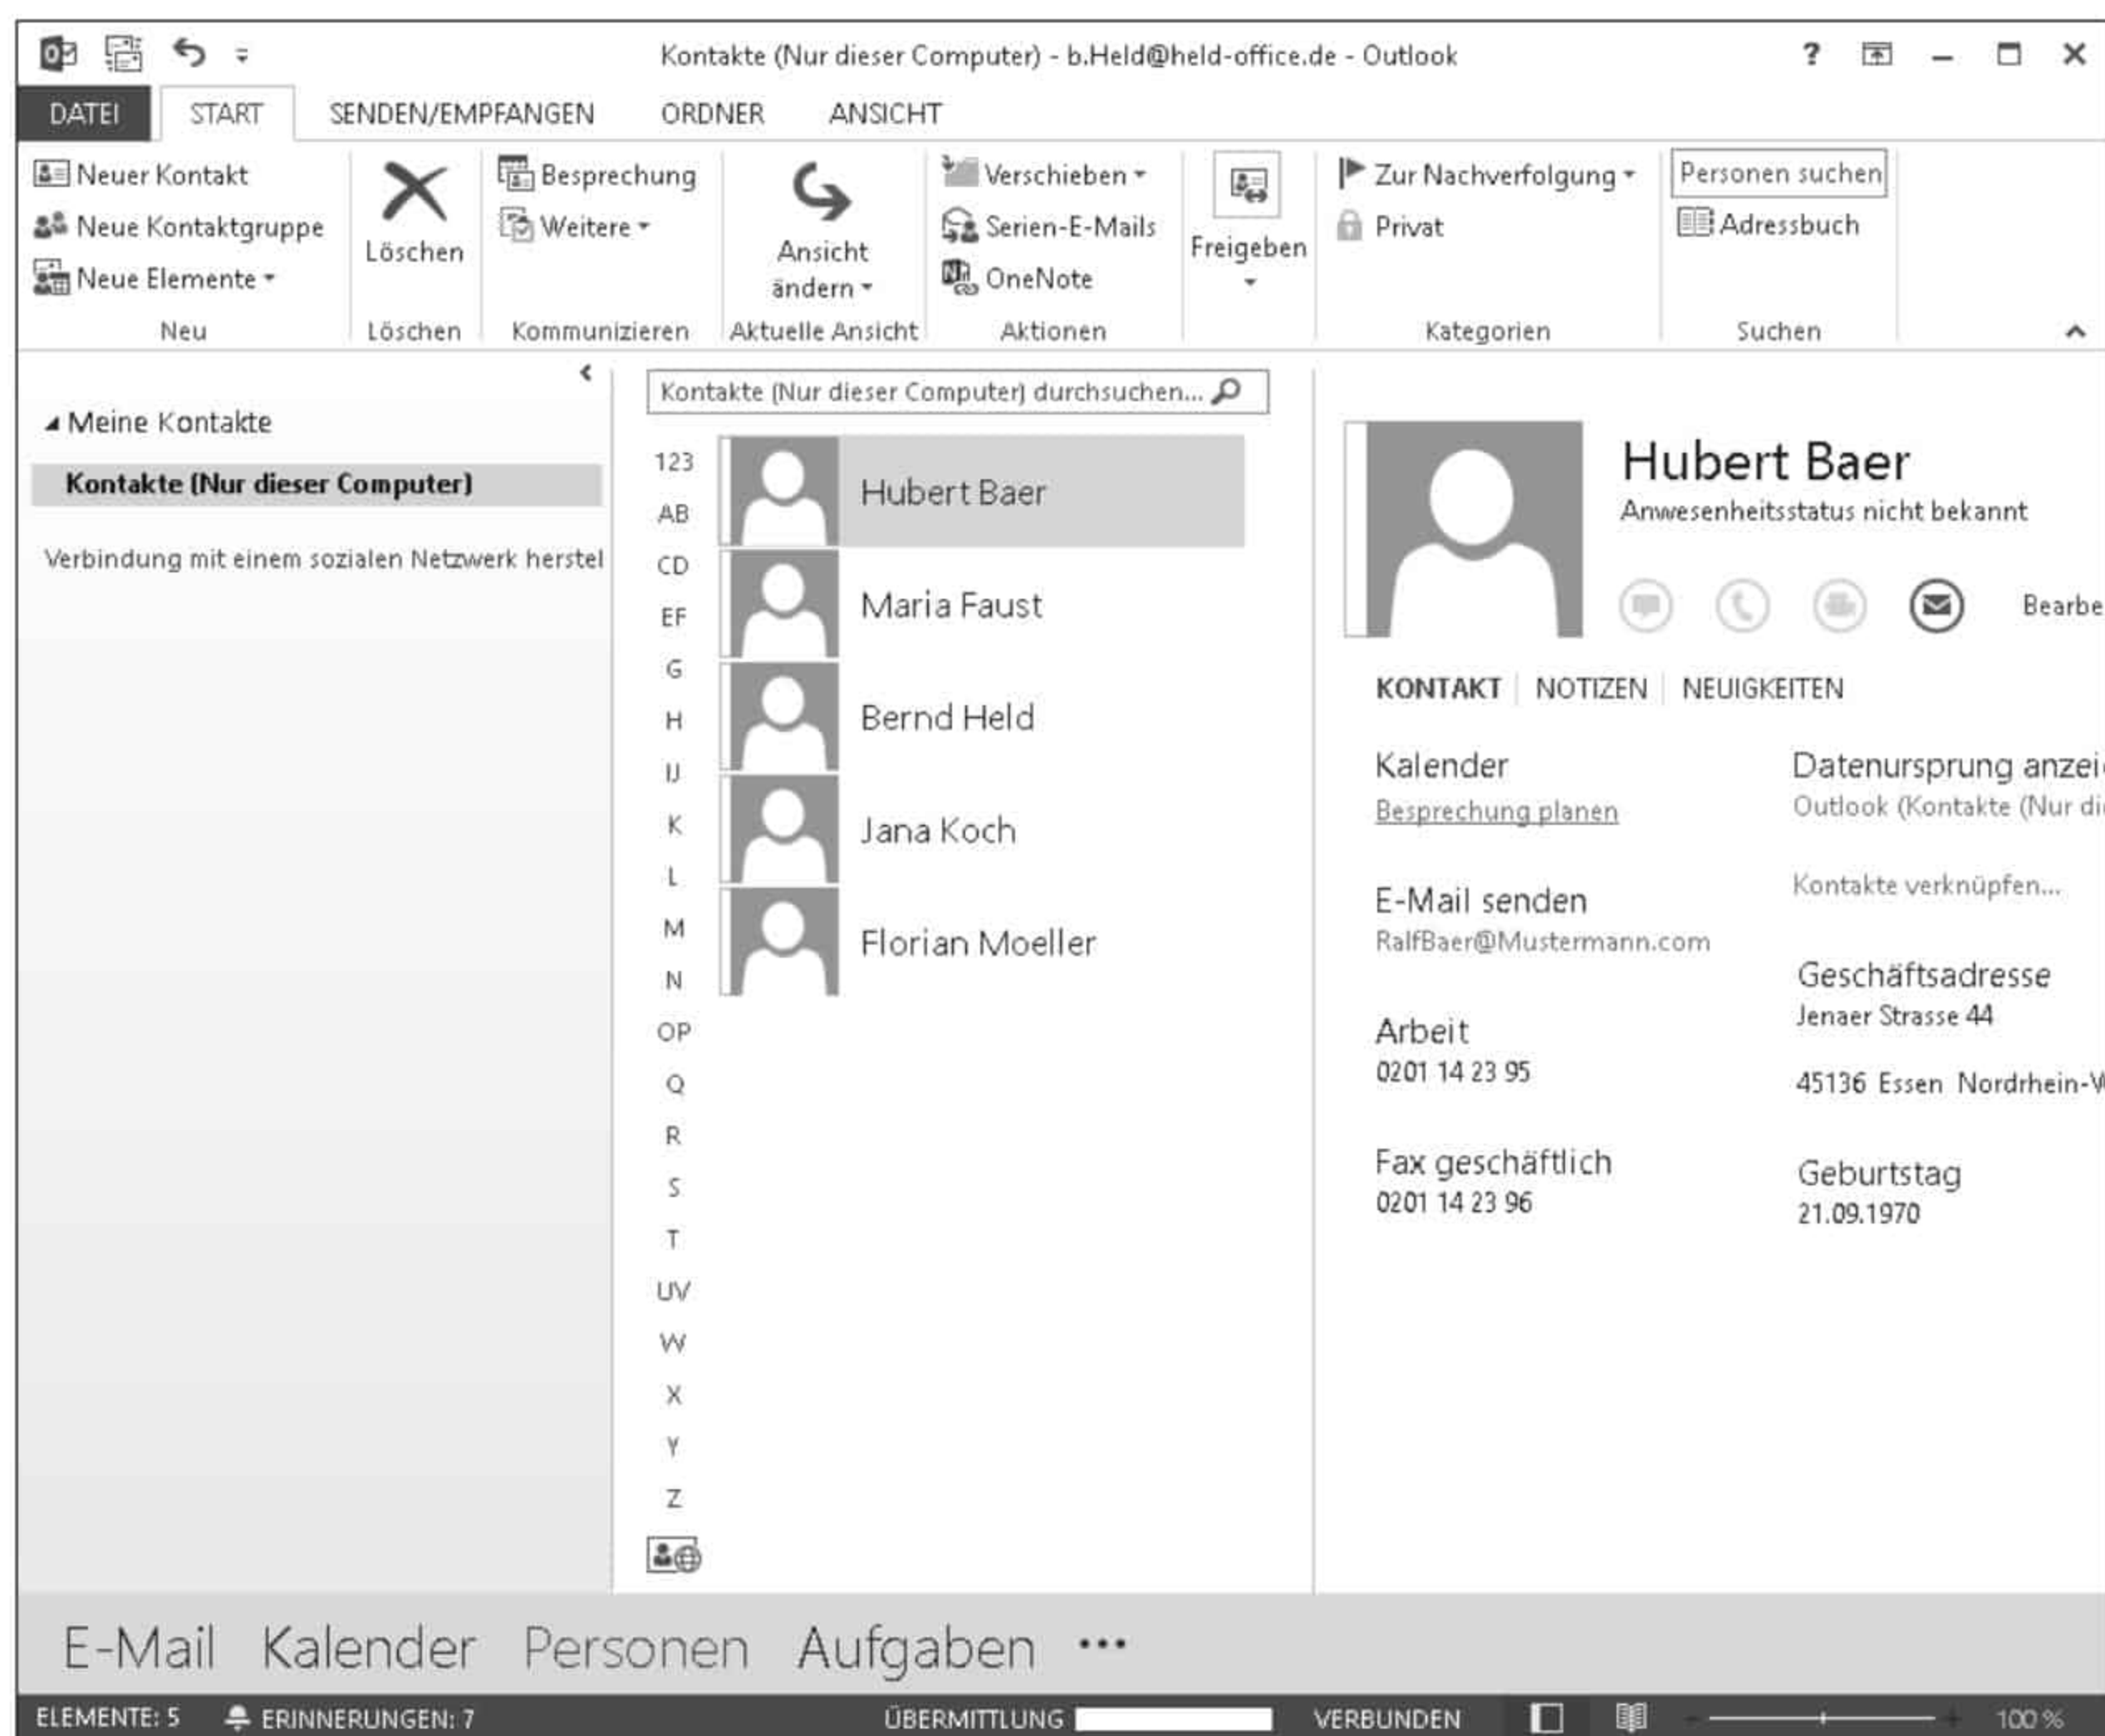 Kontakte (Nur dieser Computer) - b.Held@held-office.de - Outlook
DATEI START SENDEN/EMPFANGEN ORDNER ANSICHT
Neuer Kontakt
Neue Kontaktgruppe
Neue Elemente
Neu
Löschen
Löschen
Besprechung
Weitere
Kommunizieren
Ansicht
ändern
Aktuelle Ansicht
Verschieben
Serien-E-Mails
OneNote
Aktionen
Freigeben
Zur Nachverfolgung
Privat
Kategorien
Personen suchen
Adressbuch
Suchen
Meine Kontakte
Kontakte (Nur dieser Computer)
Verbindung mit einem sozialen Netzwerk herstel
Kontakte (Nur dieser Computer) durchsuchen...
123
AB
CD
EF
G
H
IJ
K
L
M
N
OP
Q
R
S
T
UV
W
X
Y
Z
Hubert Baer
Maria Faust
Bernd Held
Jana Koch
Florian Moeller
Hubert Baer
Anwesenheitsstatus nicht bekannt
Bearbe
KONTAKT NOTIZEN NEUIGKEITEN
Kalender
Besprechung planen
E-Mail senden
RalfBaer@Mustermann.com
Arbeit
0201 14 23 95
Fax geschäftlich
0201 14 23 96
Datenursprung anzei
Outlook (Kontakte (Nur di
Kontakte verknüpfen...
Geschäftsadresse
Jenaer Strasse 44
45136 Essen Nordrhein-W
Geburtstag
21.09.1970
E-Mail Kalender Personen Aufgaben ...
ELEMENTE: 5 ERINNERUNGEN: 7 ÜBERMITTLUNG VERBUNDEN 100 %